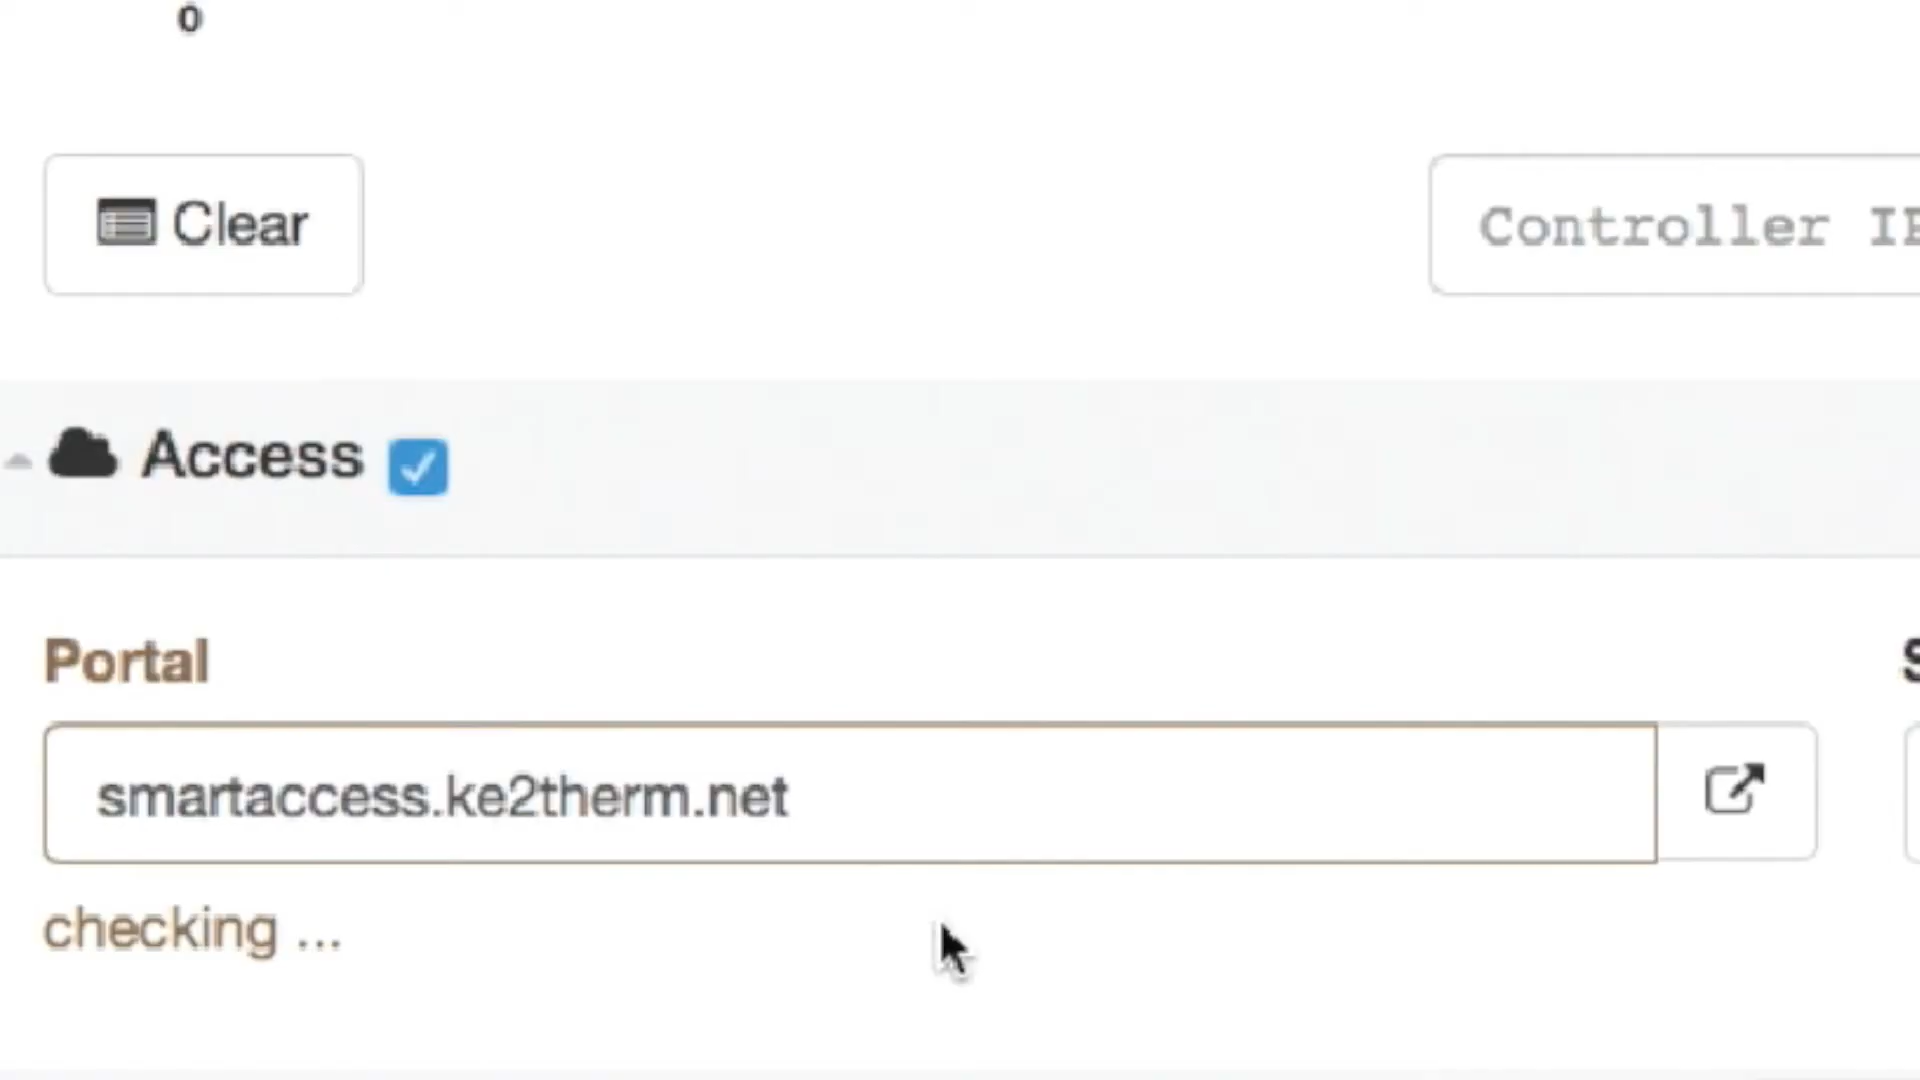 0
Clear
Controller
Access
Portal
smartaccess.ke2therm.net
checking ...